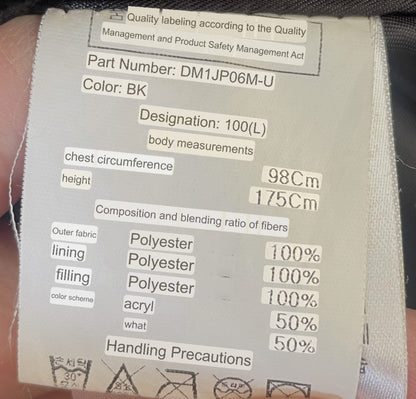 Quality labeling according to the Quality
Management and Product Safety Management Act
Part Number: DM1JP06M-U
Color: BK
Designation: 100(L)
body measurements
chest circumference 98Cm
height 175Cm
Composition and blending ratio of fibers
Outer fabric Polyester 100%
lining Polyester 100%
filling Polyester 100%
color scheme acryl 50%
what 50%
Handling Precautions
30°